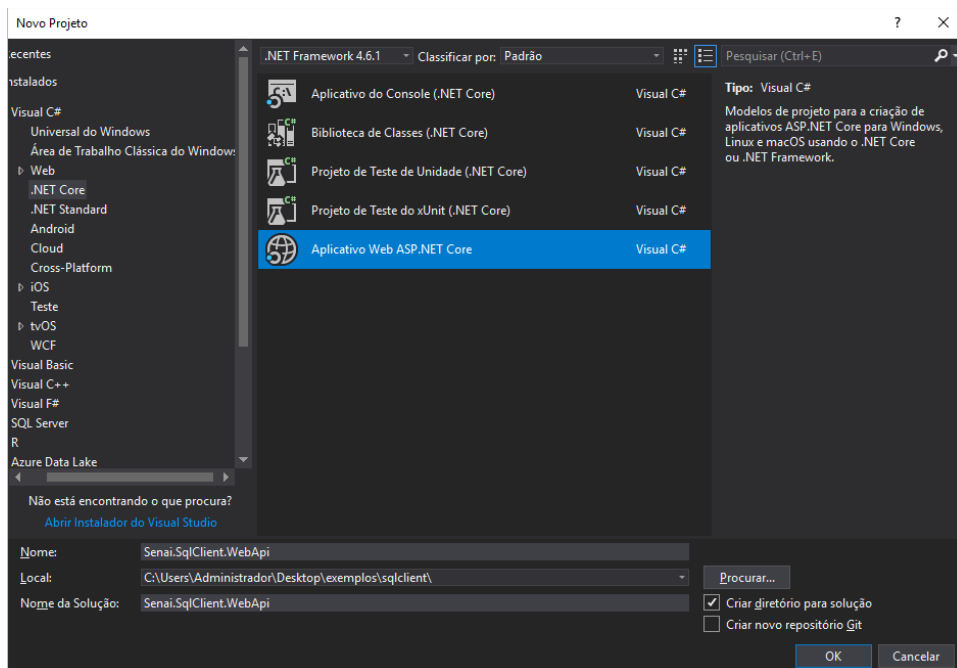 Novo Projeto
? ×
.ecentes
nstalados
Visual C#
Universal do Windows
Área de Trabalho Clássica do Windows
Web
.NET Core
.NET Standard
Android
Cloud
Cross-Platform
iOS
Teste
tvOS
WCF
Visual Basic
Visual C++
Visual F#
SQL Server
R
Azure Data Lake
Não está encontrando o que procura?
Abrir Instalador do Visual Studio
.NET Framework 4.6.1 Classificar por: Padrão
Pesquisar (Ctrl+E)
Aplicativo do Console (.NET Core) Visual C#
Biblioteca de Classes (.NET Core) Visual C#
Projeto de Teste de Unidade (.NET Core) Visual C#
Projeto de Teste do xUnit (.NET Core) Visual C#
Aplicativo Web ASP.NET Core Visual C#
Tipo: Visual C#
Modelos de projeto para a criação de
aplicativos ASP.NET Core para Windows,
Linux e macOS usando o .NET Core
ou .NET Framework.
Nome: Senai.SqlClient.WebApi
Local: C:\Users\Administrador\Desktop\exemplos\sqlclient\ Procurar...
Nome da Solução: Senai.SqlClient.WebApi
Criar diretório para solução
Criar novo repositório Git
OK Cancelar